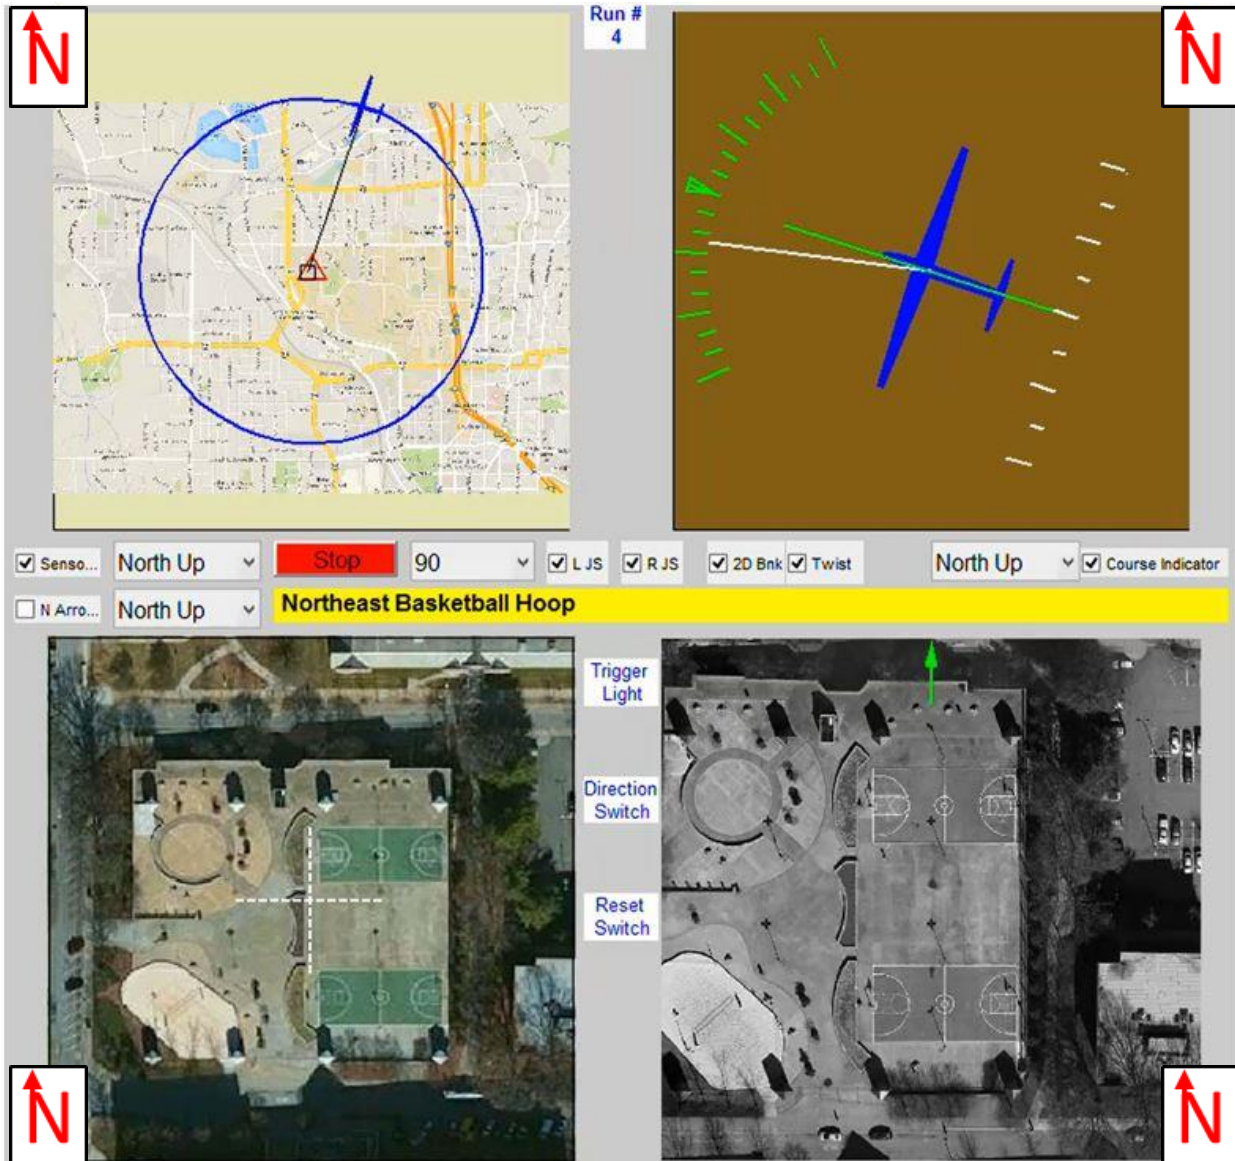 N
Run #
4
N
Senso...
North Up
Stop
90
L JS
R JS
2D Bnk
Twist
North Up
Course Indicator
N Arro...
North Up
Northeast Basketball Hoop
Trigger
Light
Direction
Switch
Reset
Switch
N
N